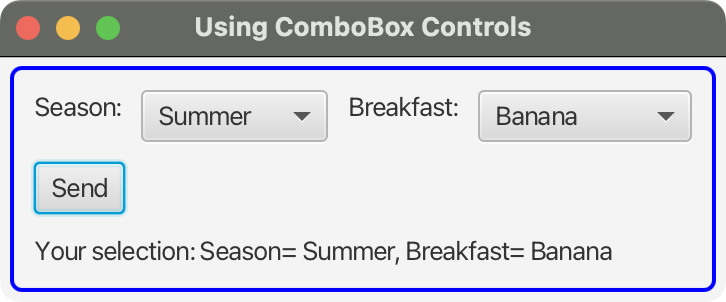 Using ComboBox Controls
Season: Summer Breakfast: Banana
Send
Your selection: Season= Summer, Breakfast= Banana